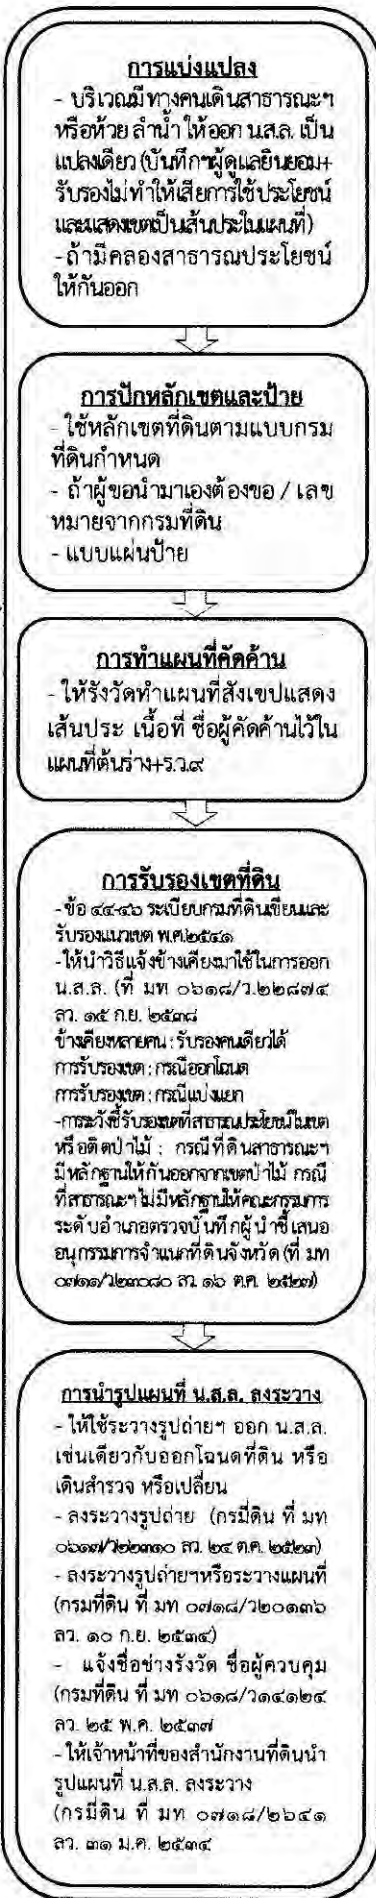 การแบ่งแปลง
- บริเวณมีทางคนเดินสาธารณะฯ
หรือห้วย ลำน้ำ ให้ออก น.ส.ล. เป็น
แปลงเดียว (บันทึกฯผู้ดูแลยินยอม+
รับรองไม่ทำให้เสียการใช้ประโยชน์
และแสดงเขตเป็นเส้นประในแผนที่)
-ถ้ามีคลองสาธารณประโยชน์
ให้กันออก
การปักหลักเขตและป้าย
- ใช้หลักเขตที่ดินตามแบบกรม
ที่ดินกำหนด
- ถ้าผู้ขอนำมาเองต้องขอ / เลข
หมายจากกรมที่ดิน
- แบบแผ่นป้าย
การทำแผนที่คัดค้าน
- ให้รังวัดทำแผนที่สังเขปแสดง
เส้นประ เนื้อที่ ชื่อผู้คัดค้านไว้ใน
แผนที่ต้นร่าง+ร.ว.๙
การรับรองเขตที่ดิน
-ข้อ ๔๔-๔๖ ระเบียบกรมที่ดินเขียนและ
รับรองแนวเขต พ.ศ.๒๕๔๑
-ให้นำวิธีแจ้งข้างเคียงมาใช้ในการออก
น.ส.ล. (ที่ มท ๐๖๑๘/ว.๒๒๘๗๔
ลว. ๑๕ ก.ย. ๒๕๓๘
ข้างเคียงหลายคน : รับรองคนเดียวได้
การรับรองเขต : กรณีออกโฉนด
การรับรองเขต : กรณีแบ่งแยก
-การระวังชี้รับรองเขตที่สาธารณประโยชน์ในเขต
หรือติดป่าไม้ : กรณีที่ดินสาธารณะฯ
มีหลักฐานให้กันออกจากเขตป่าไม้ กรณี
ที่สาธารณะฯ ไม่มีหลักฐานให้คณะกรรมการ
ระดับอำเภอตรวจบันทึกผู้นำชี้เสนอ
อนุกรรมการจำแนกที่ดินจังหวัด (ที่ มท
๐๗๑๑/ว๒๓๐๘๐ ลว. ๑๖ ต.ค. ๒๕๒๗)
การนำรูปแผนที่ น.ส.ล. ลงระวาง
- ให้ใช้ระวางรูปถ่ายฯ ออก น.ส.ล.
เช่นเดียวกับออกโฉนดที่ดิน หรือ
เดินสำรวจ หรือเปลี่ยน
- ลงระวางรูปถ่าย (กรมีดิน ที่ มท
๐๖๑๗/ว๒๒๓๑๐ ลว. ๒๔ ต.ค. ๒๕๒๓)
- ลงระวางรูปถ่ายฯหรือระวางแผนที่
(กรมที่ดิน ที่ มท ๐๗๑๘/ว๒๐๑๓๖
ลว. ๑๐ ก.ย. ๒๕๓๔)
- แจ้งชื่อช่างรังวัด ชื่อผู้ควบคุม
(กรมที่ดิน ที่ มท ๐๖๑๘/ว๑๔๑๒๔
ลว. ๒๕ พ.ค. ๒๕๓๗
- ให้เจ้าหน้าที่ของสำนักงานที่ดินนำ
รูปแผนที่ น.ส.ล. ลงระวาง
(กรมีดิน ที่ มท ๐๗๑๘/๒๖๔๑
ลว. ๓๑ ม.ค. ๒๕๓๔